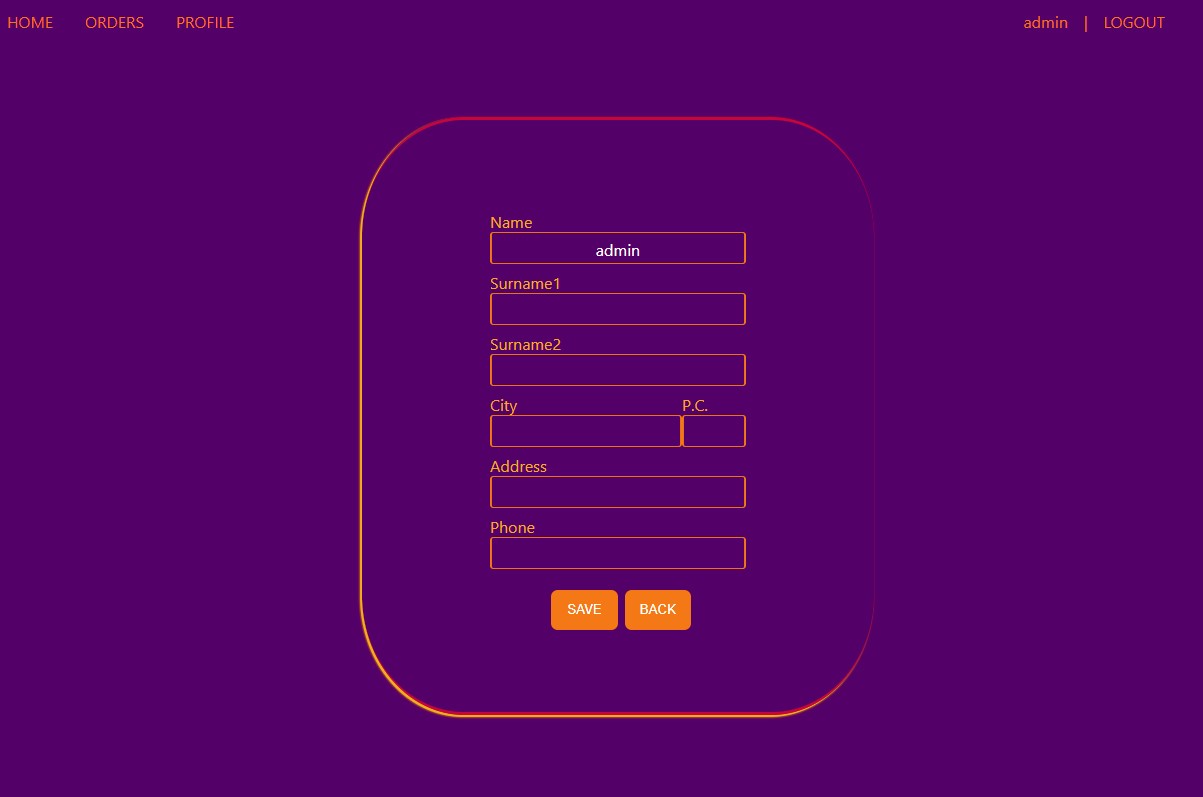 HOME ORDERS PROFILE admin | LOGOUT
Name
admin
Surname1
Surname2
City P.C.
Address
Phone
SAVE BACK